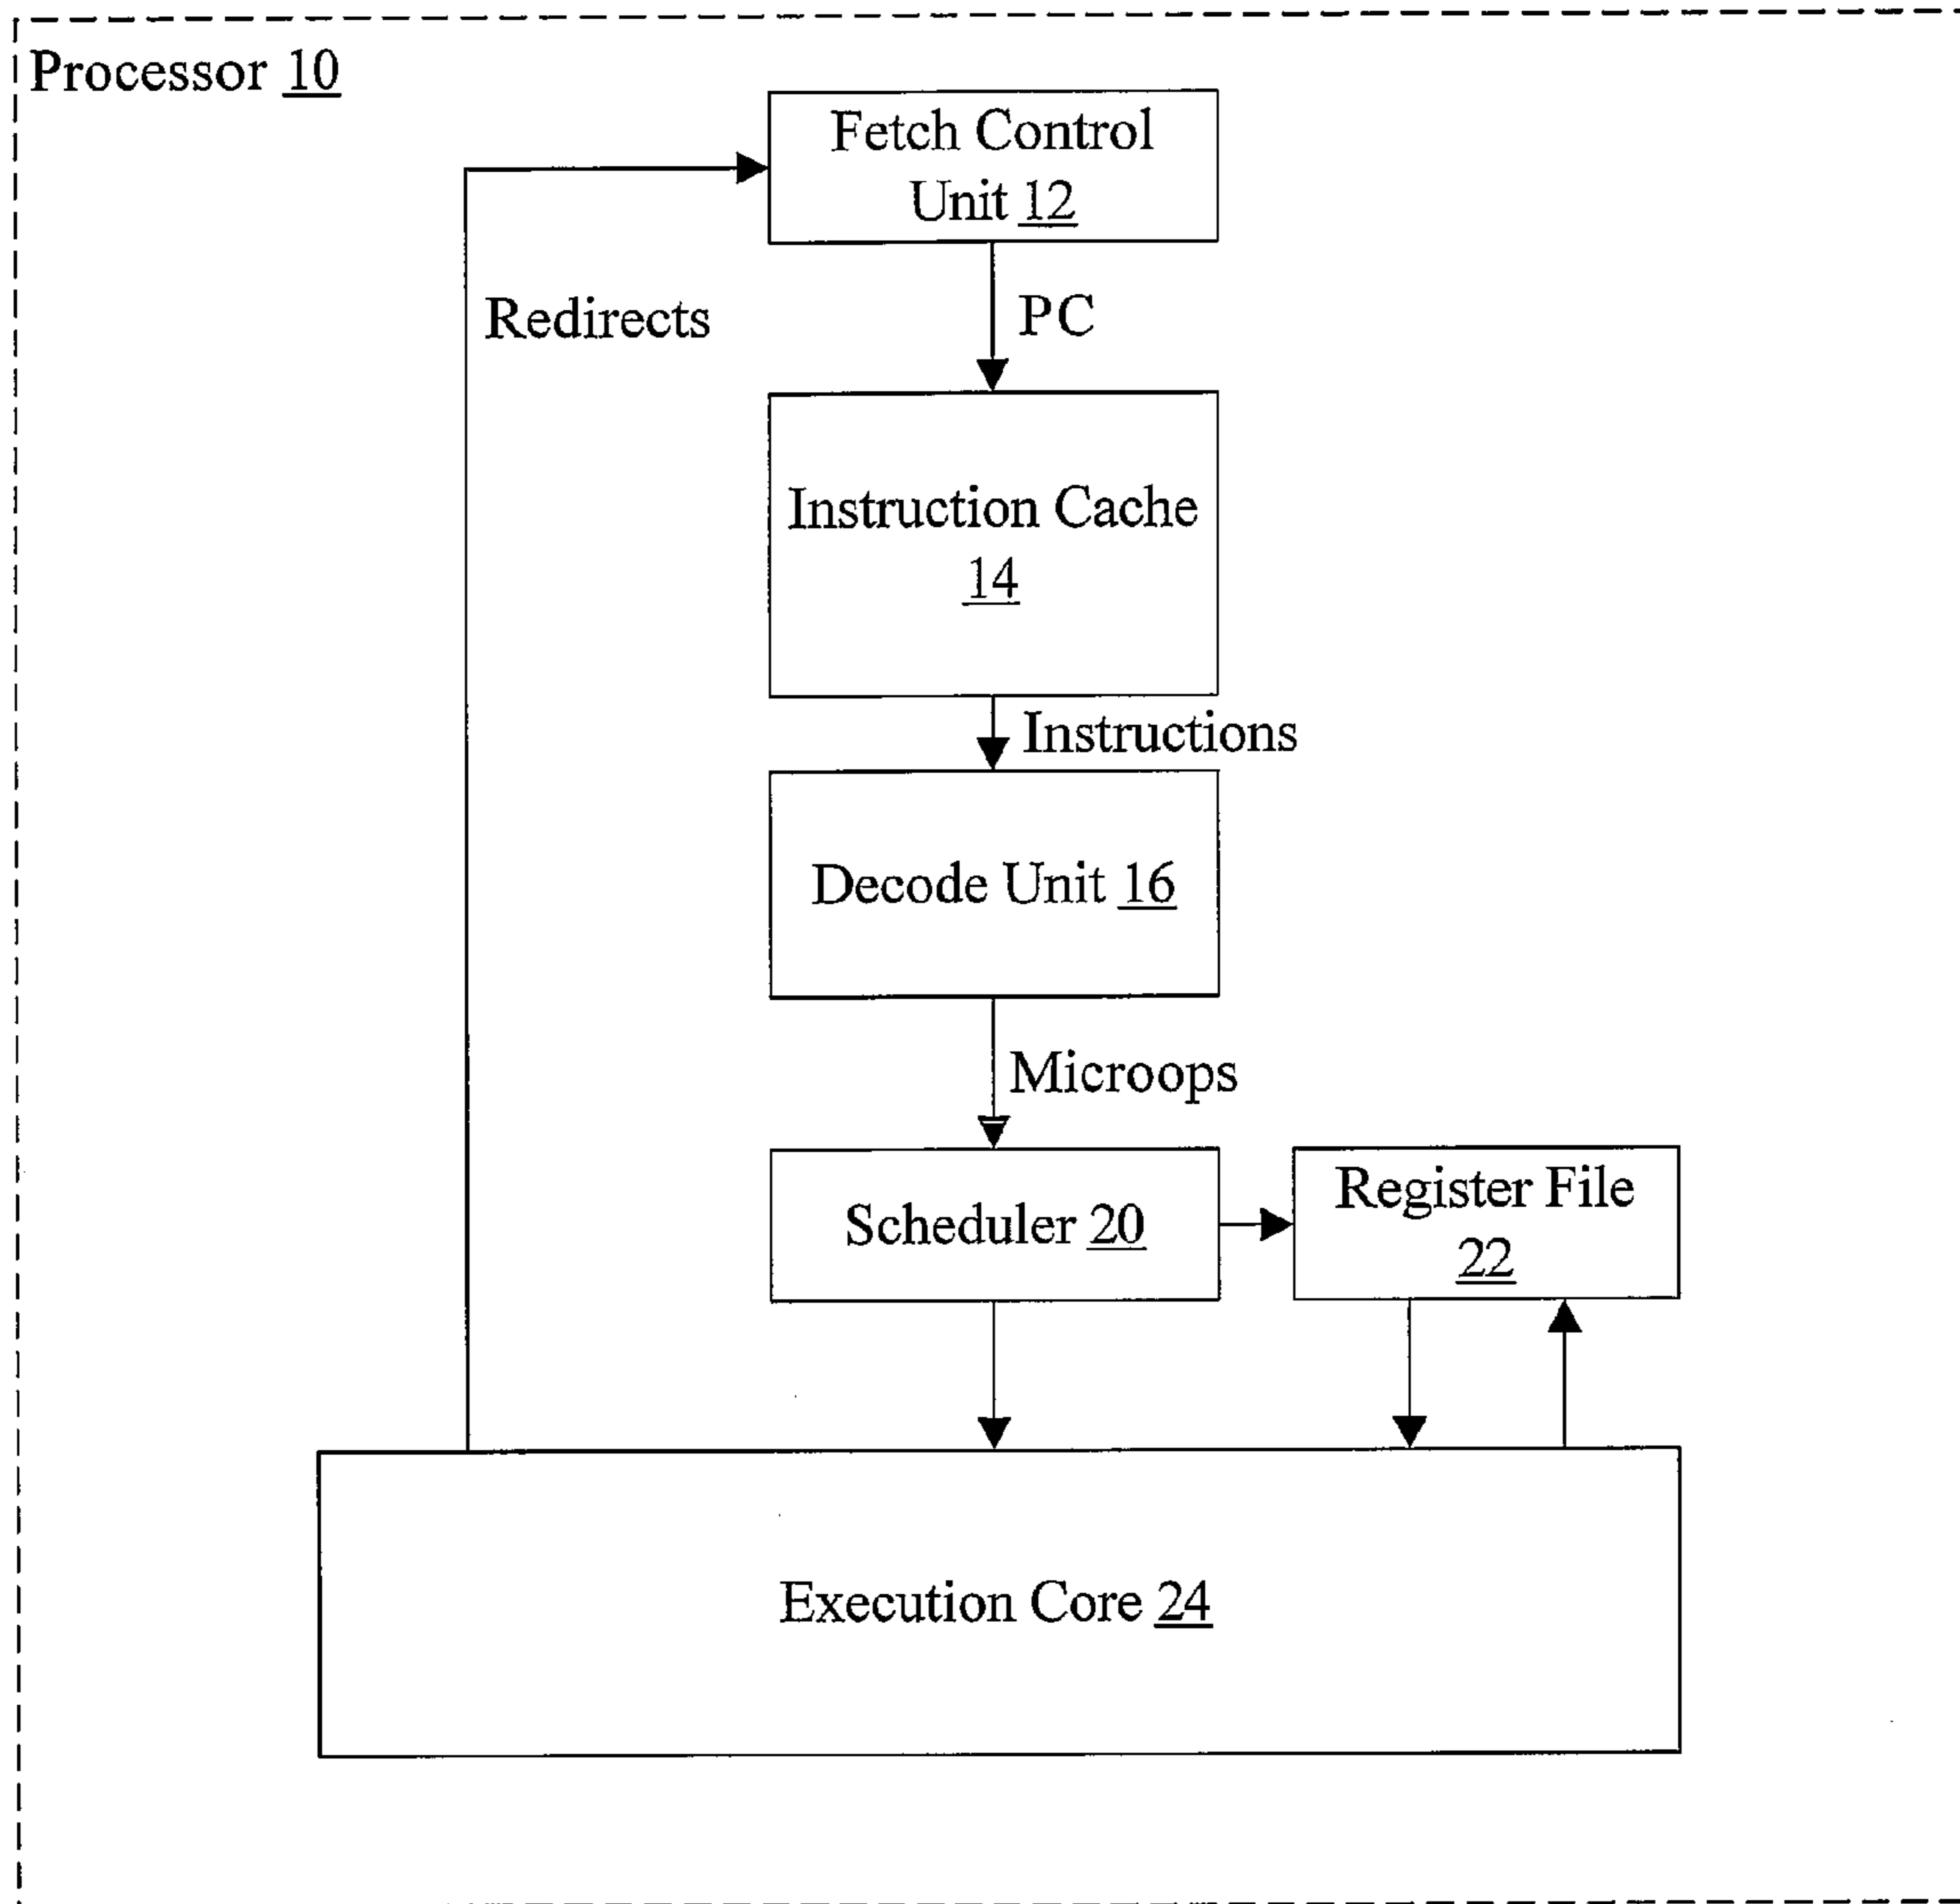 Processor 10
Fetch Control
Unit 12
Redirects
PC
Instruction Cache
14
Instructions
Decode Unit 16
Microops
Scheduler 20
Register File
22
Execution Core 24